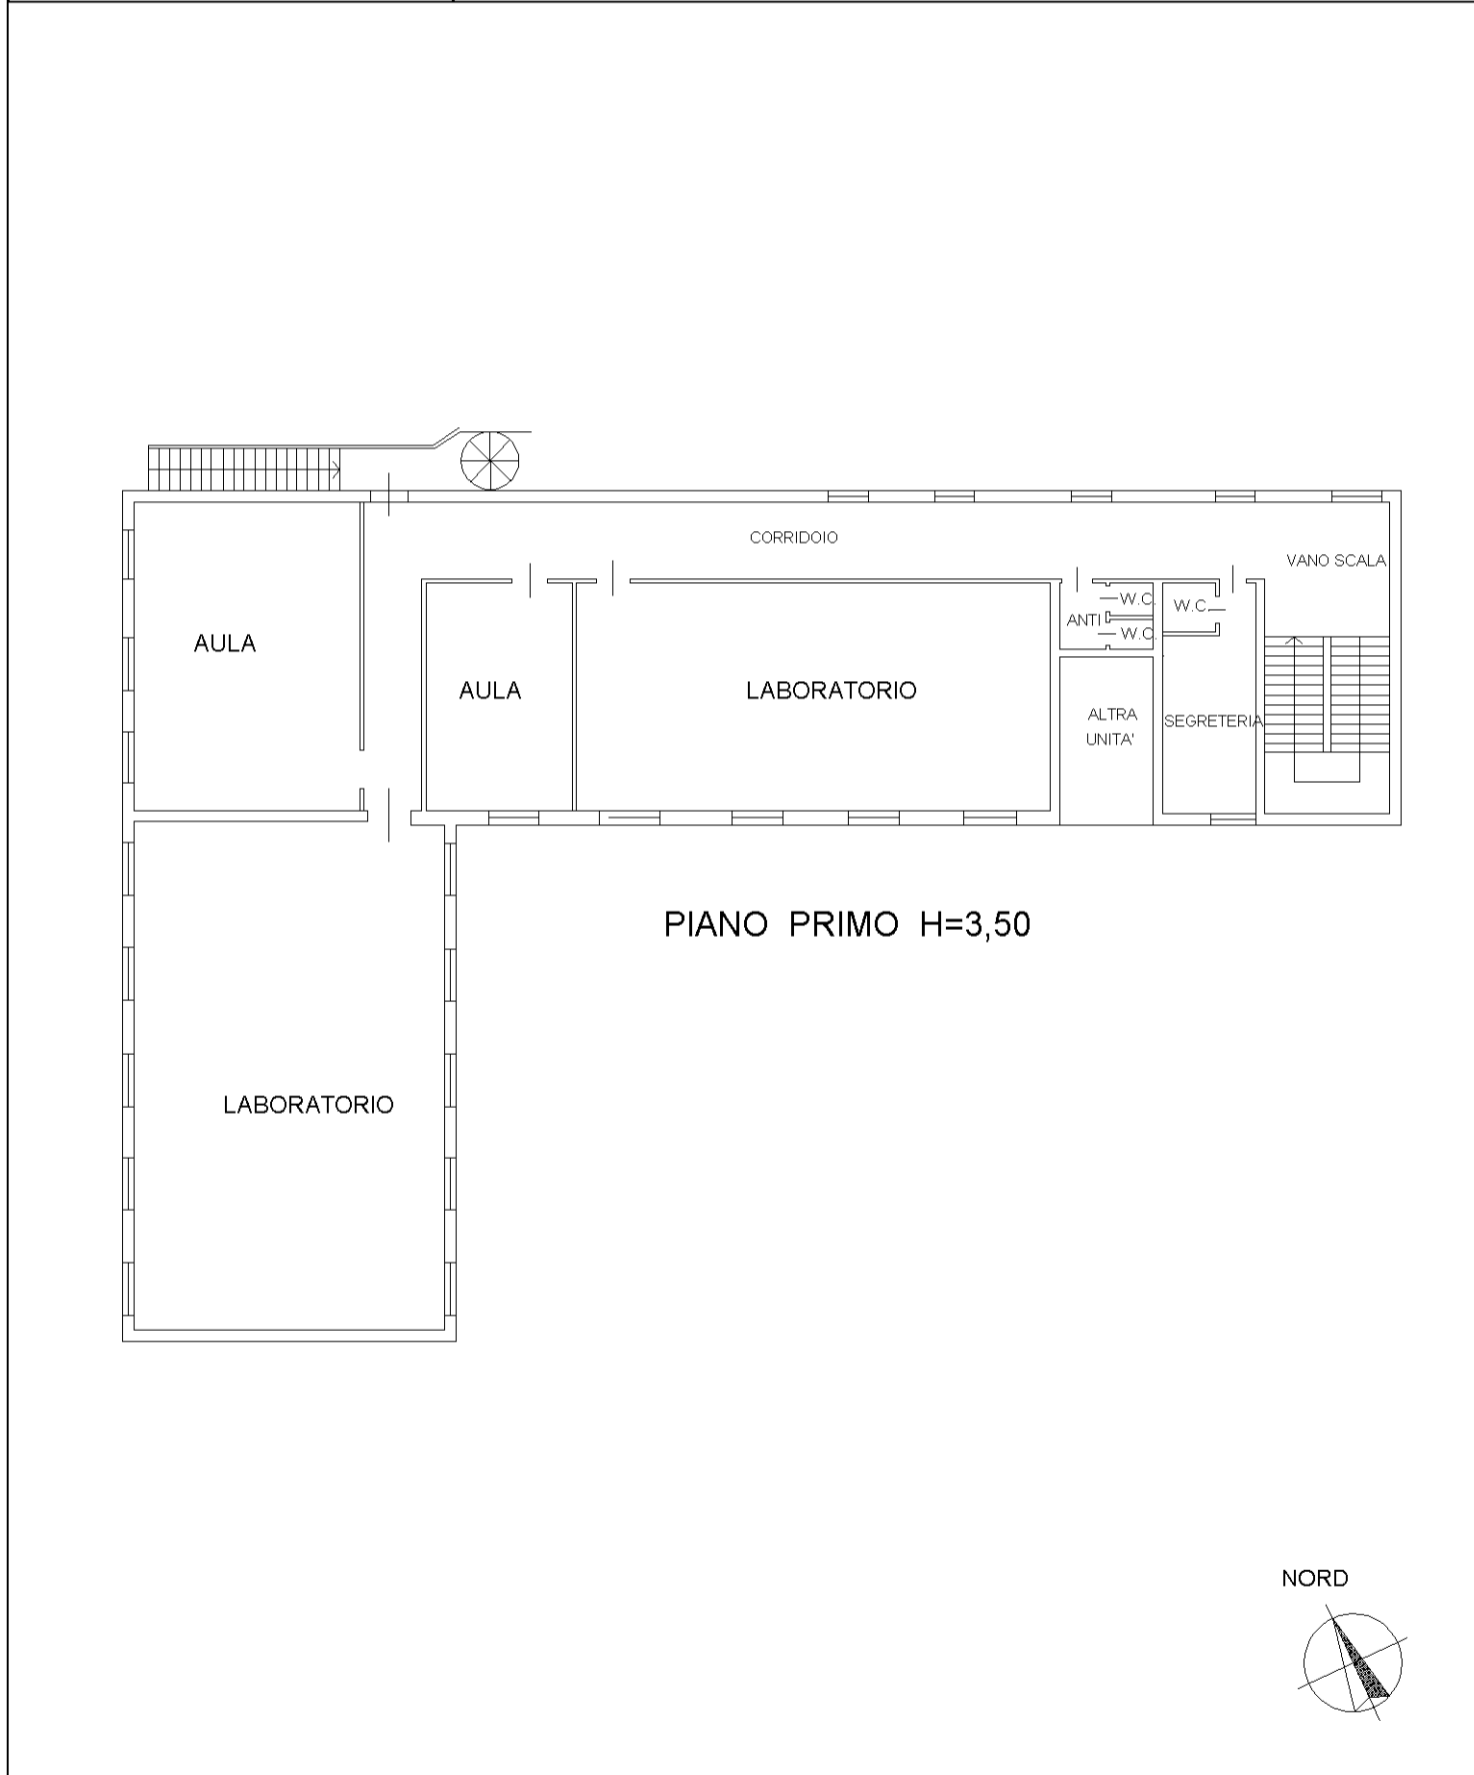 CORRIDOIO
VANO SCALA
W.C.
W.C.
ANTI
W.C.
AULA
AULA
LABORATORIO
ALTRA
UNITA'
SEGRETERIA
PIANO PRIMO H=3,50
LABORATORIO
NORD